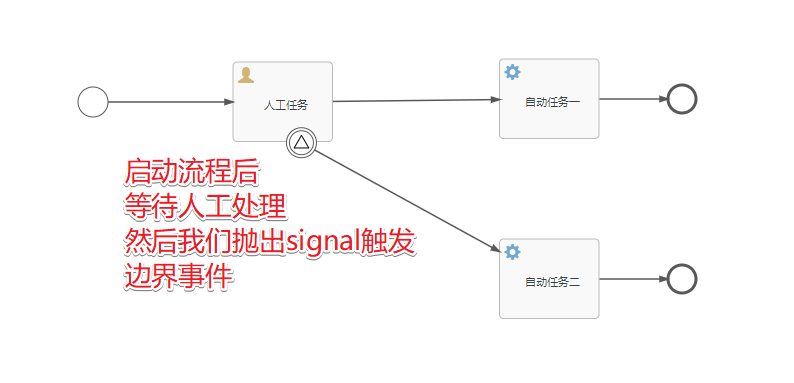 人工任务
自动任务一
启动流程后
等待人工处理
然后我们抛出signal触发
边界事件
自动任务二